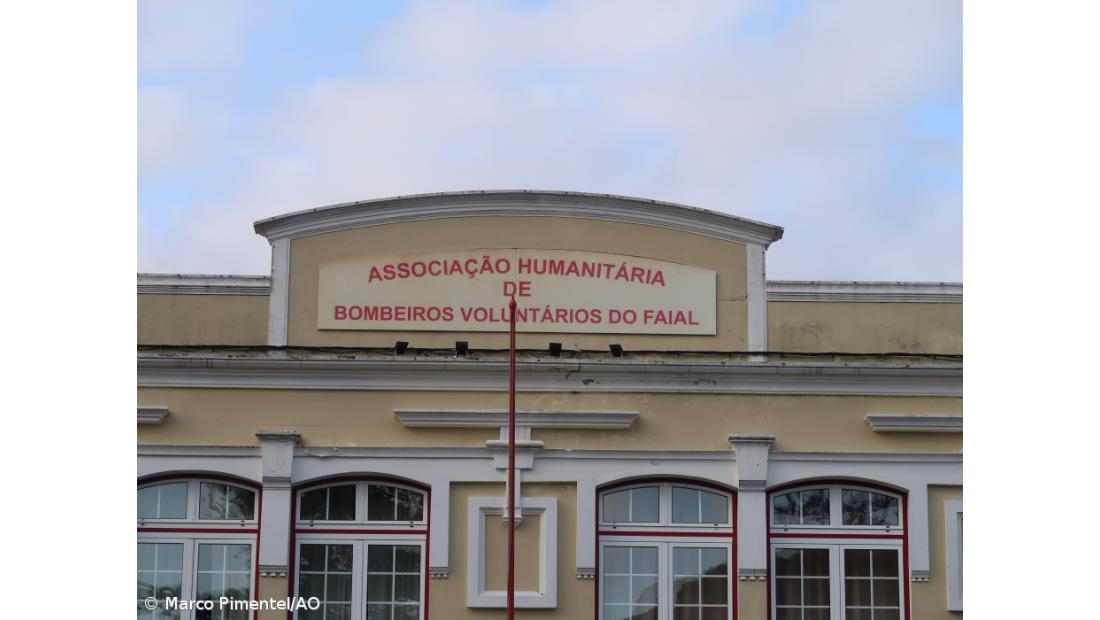 ASSOCIAÇÃO HUMANITÁRIA
DE
BOMBEIROS VOLUNTÁRIOS DO FAIAL
© Marco Pimentel/AO